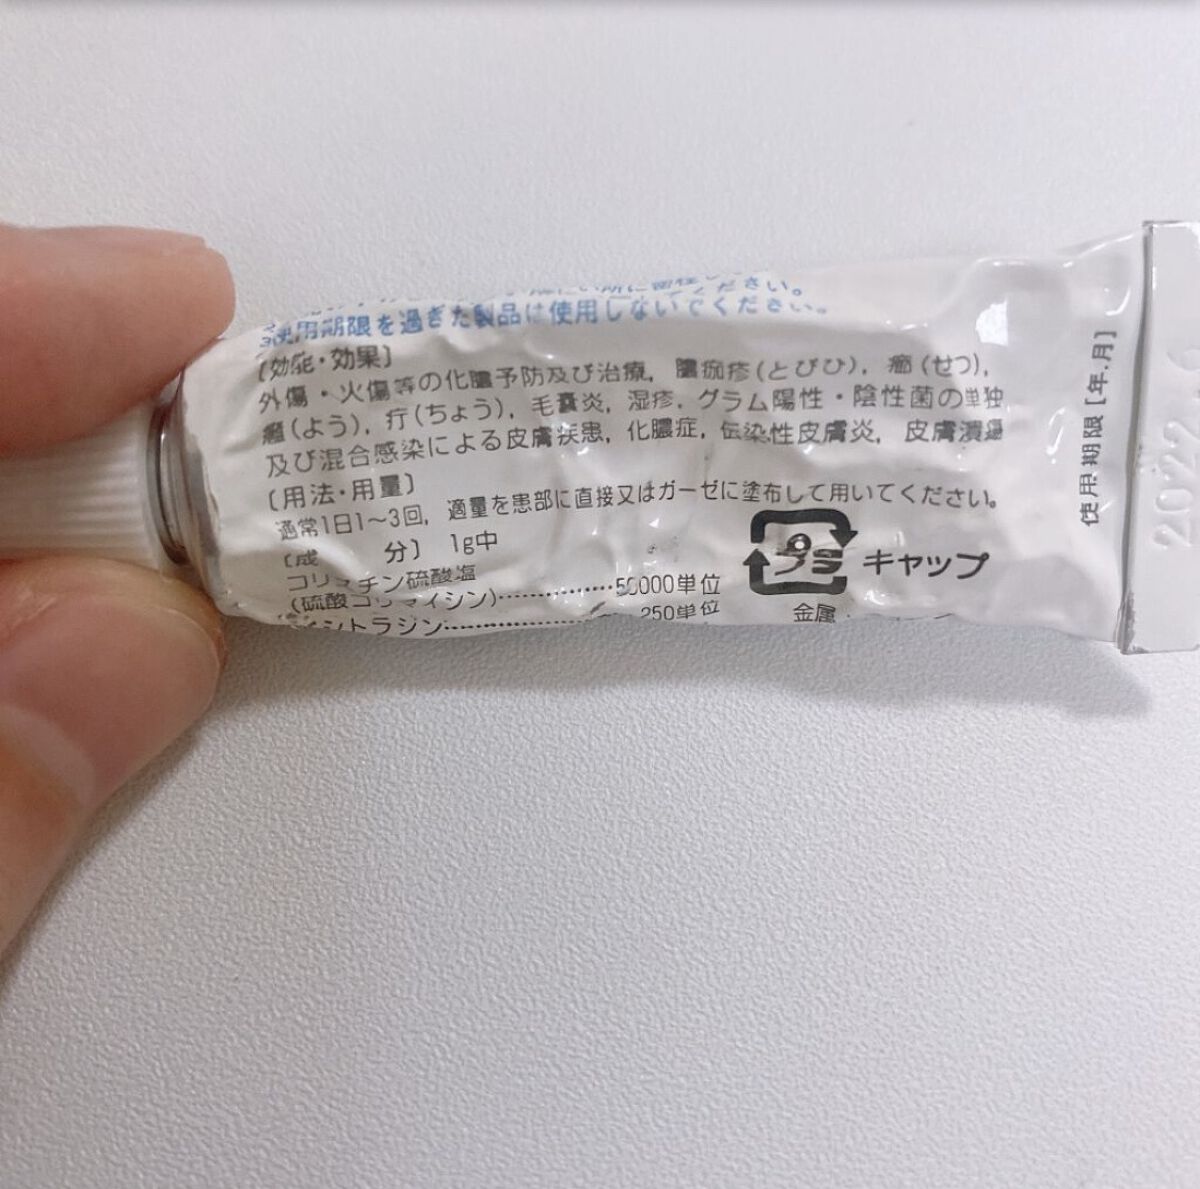 使用期限を過ぎた製品は使用しないでください。
〔効能・効果〕
外傷・火傷等の化膿予防及び治療, 膿痂疹(とびひ), 癤(せつ),
癰(よう), 疔(ちょう), 毛嚢炎, 湿疹, グラム陽性・陰性菌の単独
及び混合感染による皮膚疾患, 化膿症, 伝染性皮膚炎, 皮膚潰瘍
〔用法・用量〕
通常1日1〜3回, 適量を患部に直接又はガーゼに塗布して用いてください。
〔成 分〕 1g中
コリスチン硫酸塩
(硫酸コリマイシン)……………50000単位
シトラシン……………250単位
プラ キャップ
金属
使用期限[年.月]
2022.6